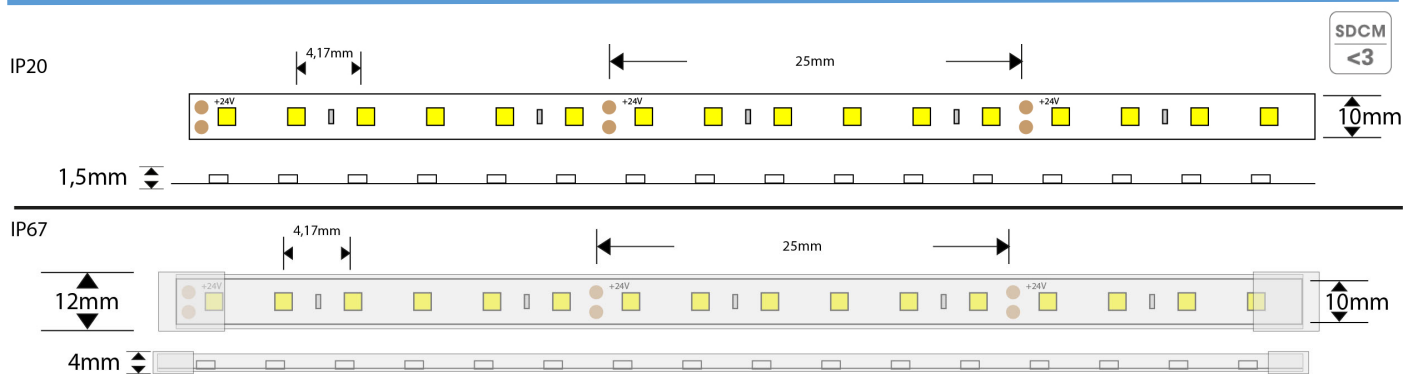 SDCM
<3
IP20
4,17mm
25mm
+24V
+24V
+24V
10mm
1,5mm
IP67
4,17mm
25mm
12mm
+24V
+24V
+24V
10mm
4mm